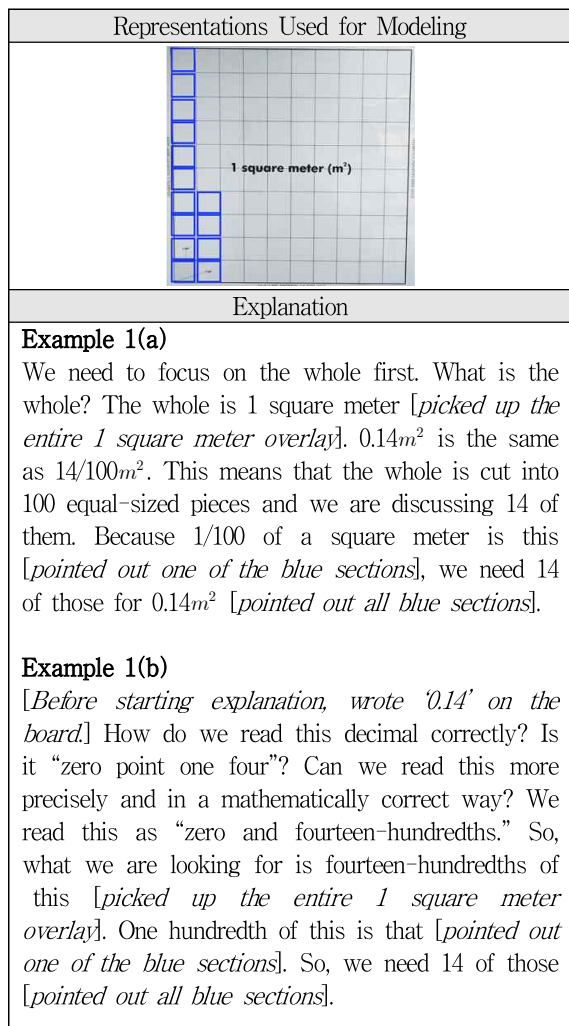 Representations Used for Modeling
1 square meter (m²)
Explanation
Example 1(a)
We need to focus on the whole first. What is the
whole? The whole is 1 square meter [picked up the
entire 1 square meter overlay]. 0.14m² is the same
as 14/100m². This means that the whole is cut into
100 equal-sized pieces and we are discussing 14 of
them. Because 1/100 of a square meter is this
[pointed out one of the blue sections], we need 14
of those for 0.14m² [pointed out all blue sections].
Example 1(b)
[Before starting explanation, wrote ‘0.14’ on the
board.] How do we read this decimal correctly? Is
it “zero point one four”? Can we read this more
precisely and in a mathematically correct way? We
read this as “zero and fourteen-hundredths.” So,
what we are looking for is fourteen-hundredths of
this [picked up the entire 1 square meter
overlay]. One hundredth of this is that [pointed out
one of the blue sections]. So, we need 14 of those
[pointed out all blue sections].